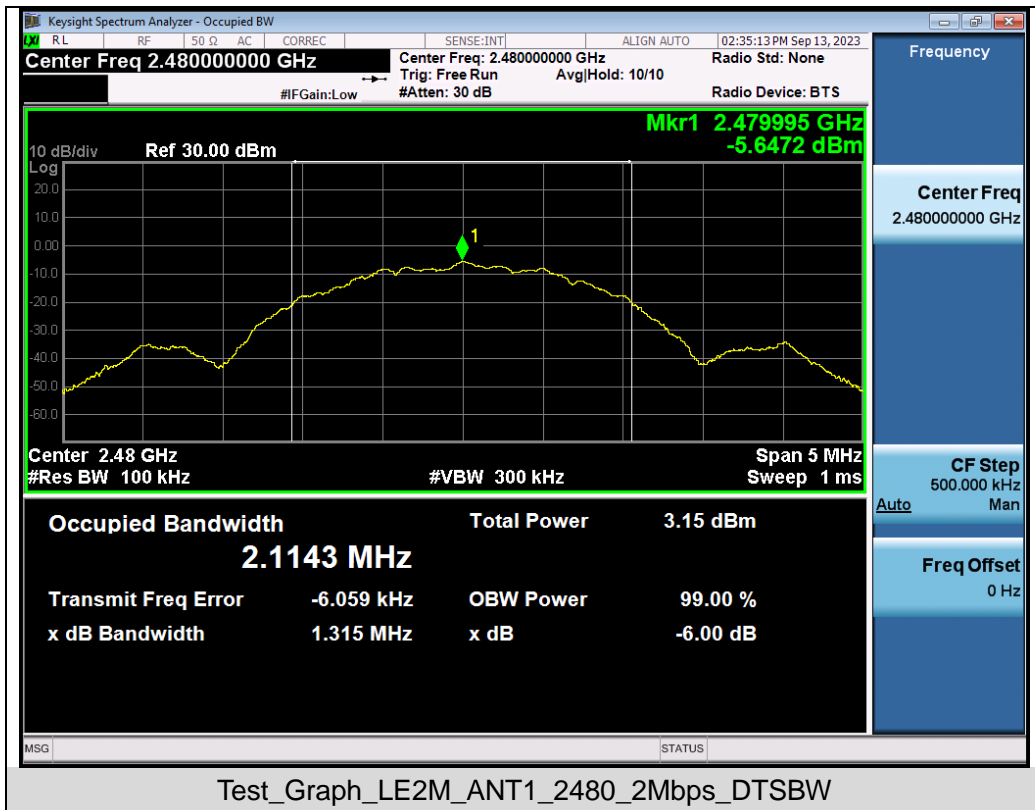 Keysight Spectrum Analyzer - Occupied BW
LXI RL RF 50 Ω AC CORREC SENSE:INT ALIGN AUTO 02:35:13 PM Sep 13, 2023
Center Freq 2.480000000 GHz
Center Freq: 2.480000000 GHz Radio Std: None
Trig: Free Run Avg|Hold: 10/10
#IFGain:Low #Atten: 30 dB Radio Device: BTS
Mkr1 2.479995 GHz
-5.6472 dBm
10 dB/div Ref 30.00 dBm
Log
20.0
10.0
0.00
-10.0
-20.0
-30.0
-40.0
-50.0
-60.0
1
Center 2.48 GHz Span 5 MHz
#Res BW 100 kHz #VBW 300 kHz Sweep 1 ms
Occupied Bandwidth Total Power 3.15 dBm
2.1143 MHz
Transmit Freq Error -6.059 kHz OBW Power 99.00 %
x dB Bandwidth 1.315 MHz x dB -6.00 dB
Frequency
Center Freq
2.480000000 GHz
CF Step
500.000 kHz
Auto Man
Freq Offset
0 Hz
MSG STATUS
Test_Graph_LE2M_ANT1_2480_2Mbps_DTSBW